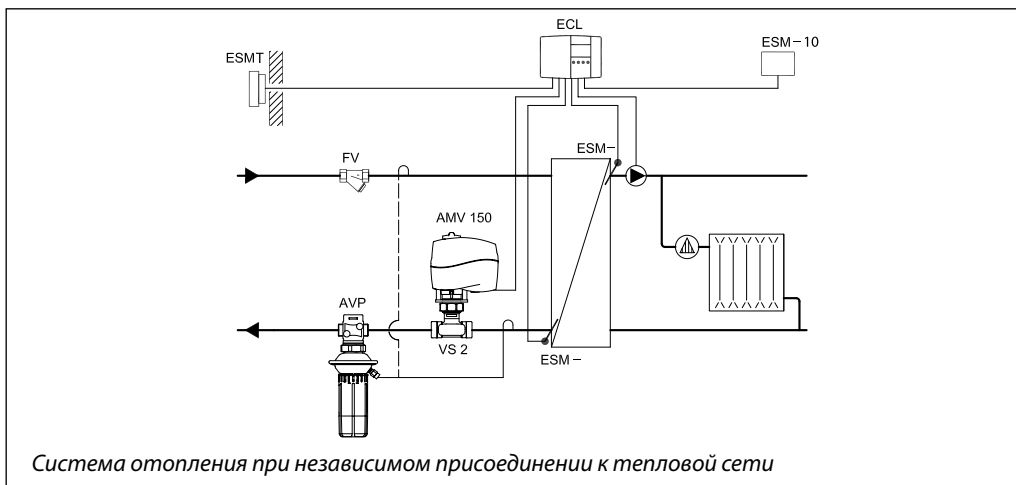 ECL
ESMT
ESM-10
FV
ESM-
AMV 150
AVP
VS 2
ESM-
Система отопления при независимом присоединении к тепловой сети